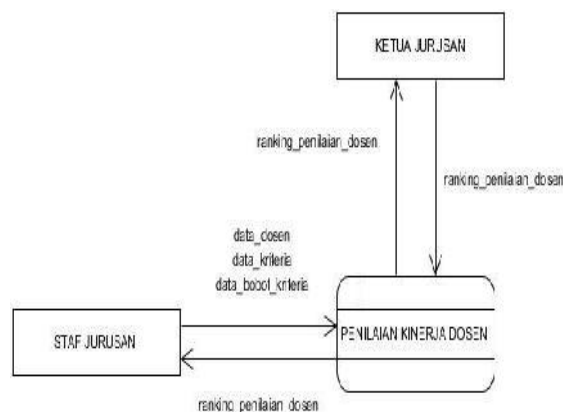 KETUA JURUSAN
ranking_penilaian_dosen
ranking_penilaian_dosen
data_dosen
data_kriteria
data_bobot_kriteria
STAF JURUSAN
PENILAIAN KINERJA DOSEN
ranking_penilaian_dosen